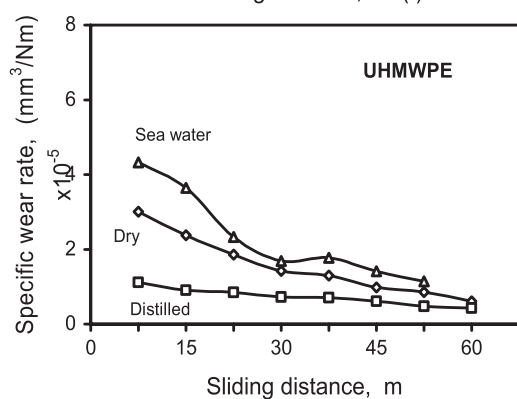 8
UHMWPE
6
Specific wear rate, (mm³/Nm)
x10⁻⁵
Sea water
4
Dry
2
Distilled
0
0 15 30 45 60
Sliding distance, m